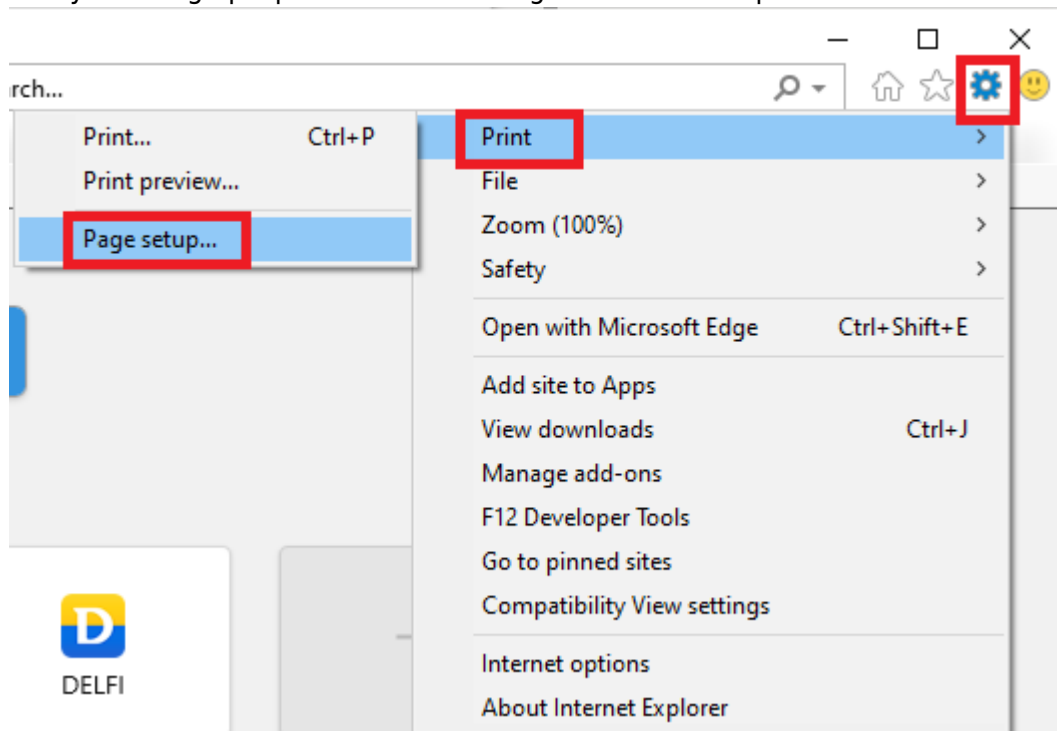 rch...
Print... Ctrl+P
Print preview...
Page setup...
Print
File
Zoom (100%)
Safety
Open with Microsoft Edge Ctrl+Shift+E
Add site to Apps
View downloads Ctrl+J
Manage add-ons
F12 Developer Tools
Go to pinned sites
Compatibility View settings
Internet options
About Internet Explorer
D
DELFI